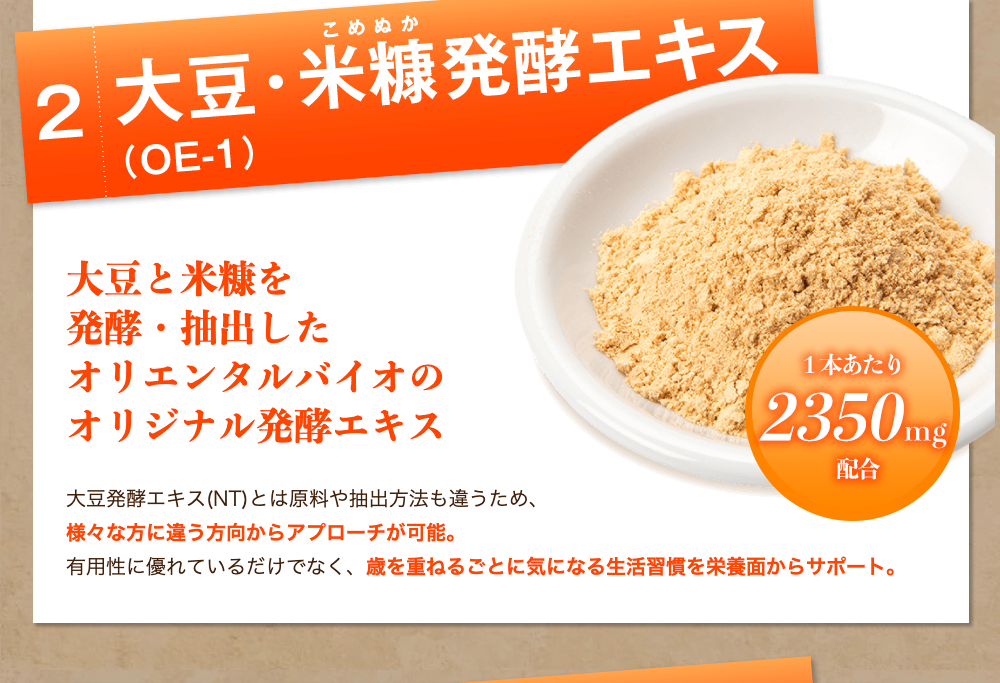 2
こめぬか
大豆・米糠発酵エキス
（OE-1）
大豆と米糠を
発酵・抽出した
オリエンタルバイオの
オリジナル発酵エキス
1本あたり
2350mg
配合
大豆発酵エキス(NT)とは原料や抽出方法も違うため、
様々な方に違う方向からアプローチが可能。
有用性に優れているだけでなく、歳を重ねるごとに気になる生活習慣を栄養面からサポート。